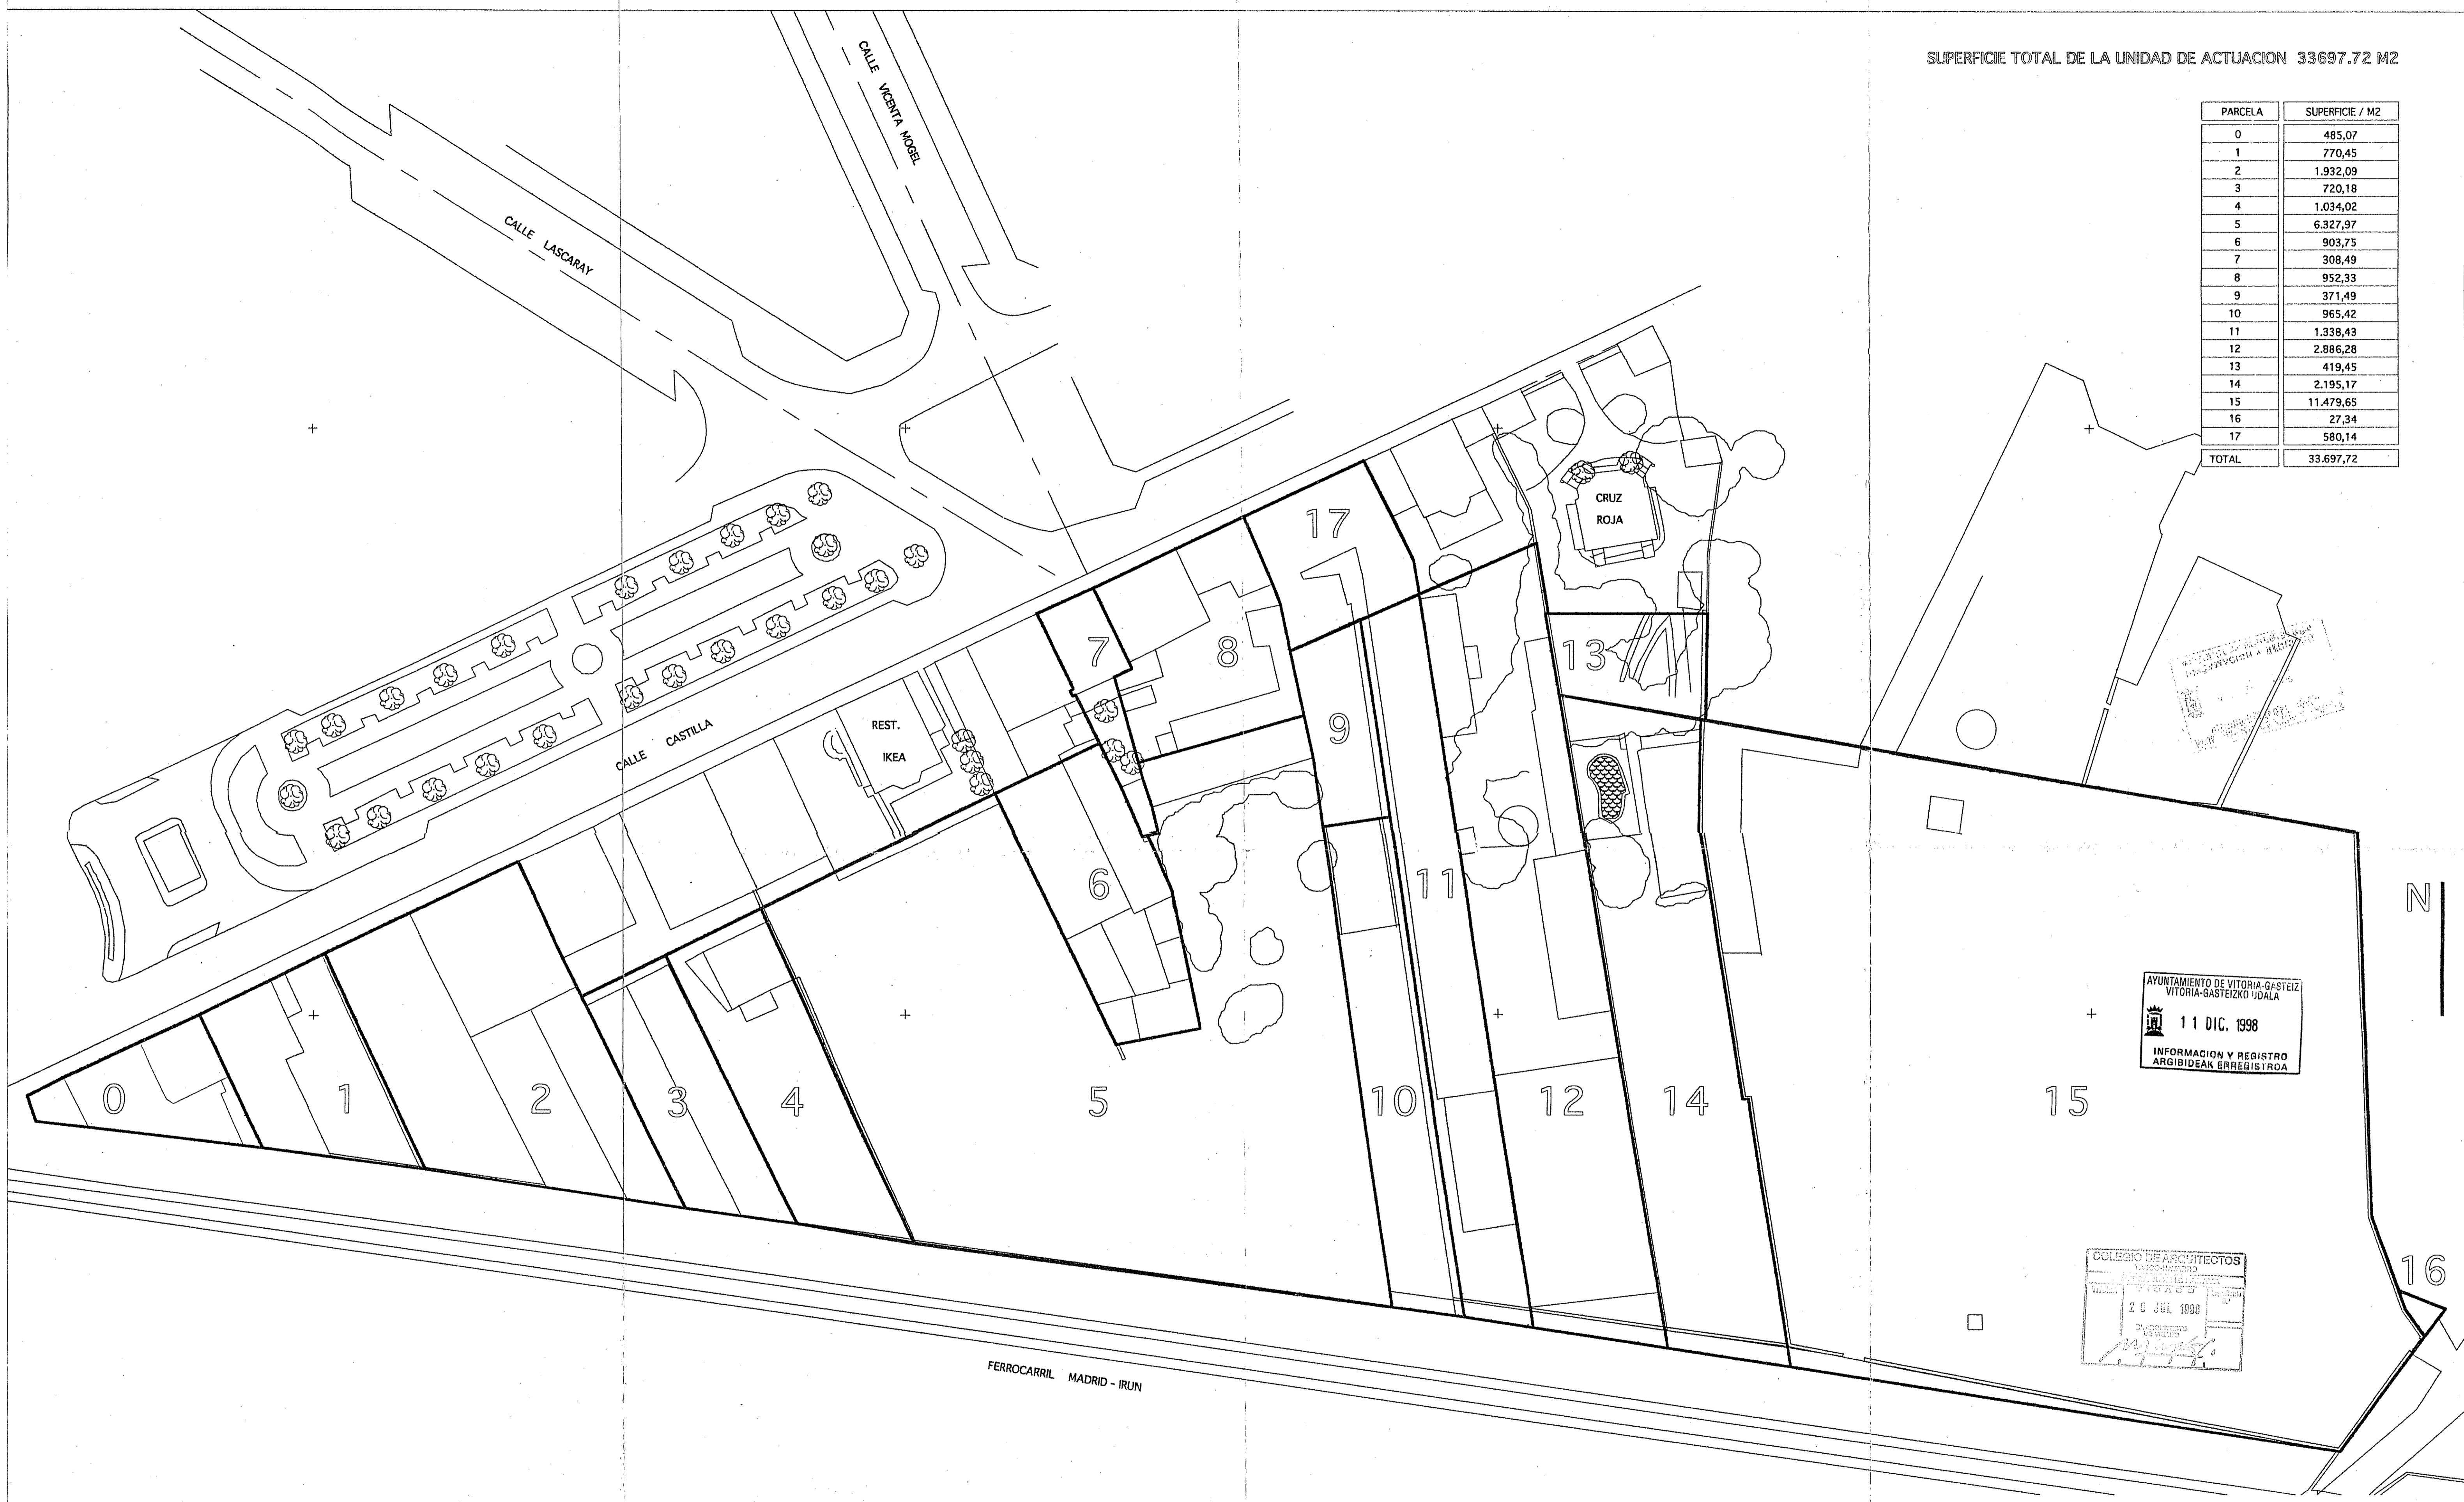 SUPERFICIE TOTAL DE LA UNIDAD DE ACTUACION 33697.72 M2
PARCELA SUPERFICIE / M2
0 485,07
1 770,45
2 1.932,09
3 720,18
4 1.034,02
5 6.327,97
6 903,75
7 308,49
8 952,33
9 371,49
10 965,42
11 1.338,43
12 2.886,28
13 419,45
14 2.195,17
15 11.479,65
16 27,34
17 580,14
TOTAL 33.697,72
CALLE VICENTA MOGEL
CALLE LASCARAY
CRUZ
ROJA
17
7
8
13
REST.
IKEA
CALLE CASTILLA
9
6
11
N
AYUNTAMIENTO DE VITORIA-GASTEIZ
VITORIA-GASTEIZKO UDALA
11 DIC. 1998
INFORMACION Y REGISTRO
ARGIBIDEAK ERREGISTROA
0
1
2
3
4
5
10
12
14
15
16
COLEGIO DE ARQUITECTOS
VASCO-NAVARRO
VISADO
FERROCARRIL MADRID - IRUN